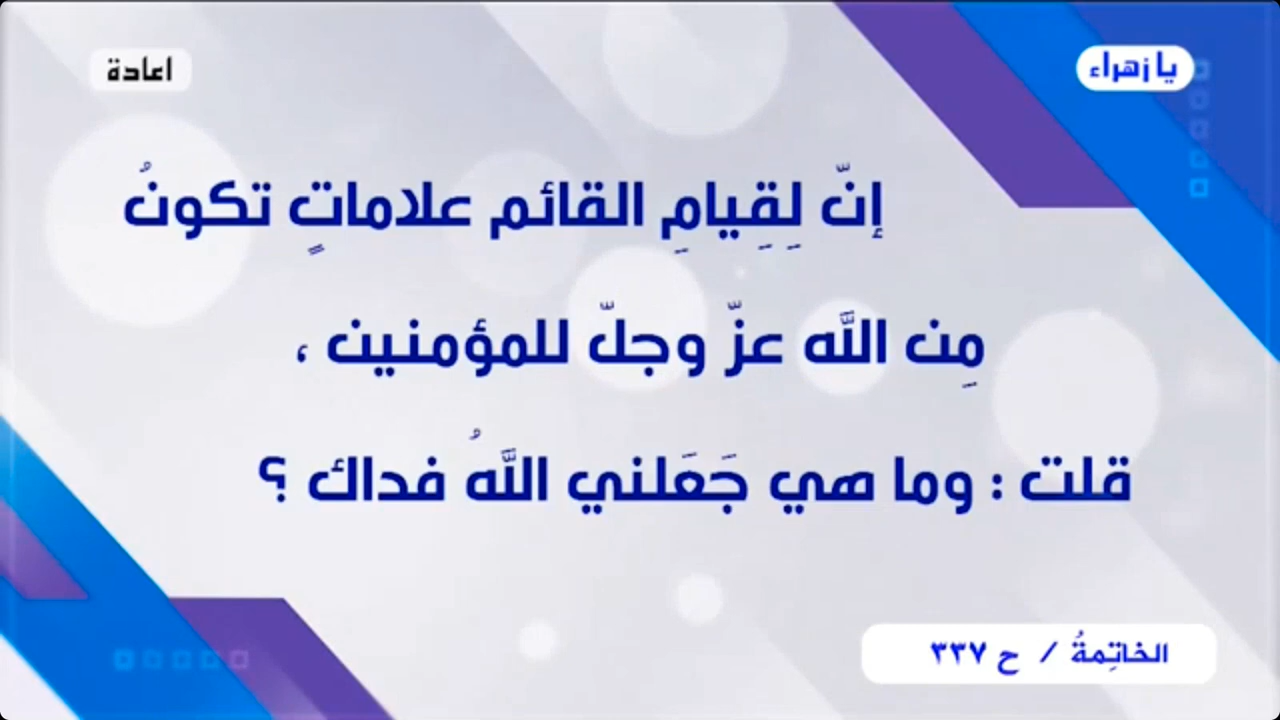 يا زهراء
اعادة
إنّ لِقِيامِ القائم علاماتٍ تكونُ
مِن اللَّه عزّ وجلّ للمؤمنين ،
قلت : وما هي جَعَلني اللَّهُ فداك ؟
الخاتِمةُ / ح ٣٣٧